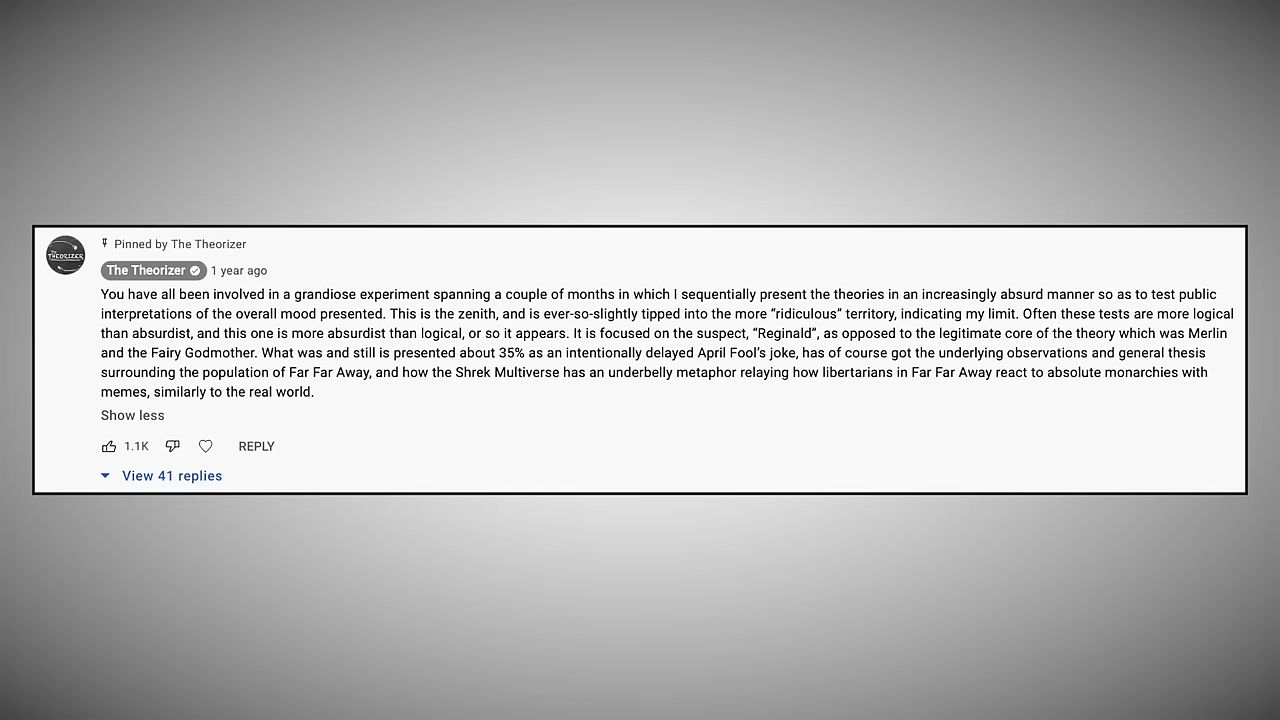 THEORIZER
Pinned by The Theorizer
The Theorizer 1 year ago
You have all been involved in a grandiose experiment spanning a couple of months in which I sequentially present the theories in an increasingly absurd manner so as to test public
interpretations of the overall mood presented. This is the zenith, and is ever-so-slightly tipped into the more “ridiculous” territory, indicating my limit. Often these tests are more logical
than absurdist, and this one is more absurdist than logical, or so it appears. It is focused on the suspect, “Reginald”, as opposed to the legitimate core of the theory which was Merlin
and the Fairy Godmother. What was and still is presented about 35% as an intentionally delayed April Fool’s joke, has of course got the underlying observations and general thesis
surrounding the population of Far Far Away, and how the Shrek Multiverse has an underbelly metaphor relaying how libertarians in Far Far Away react to absolute monarchies with
memes, similarly to the real world.
Show less
1.1K REPLY
View 41 replies